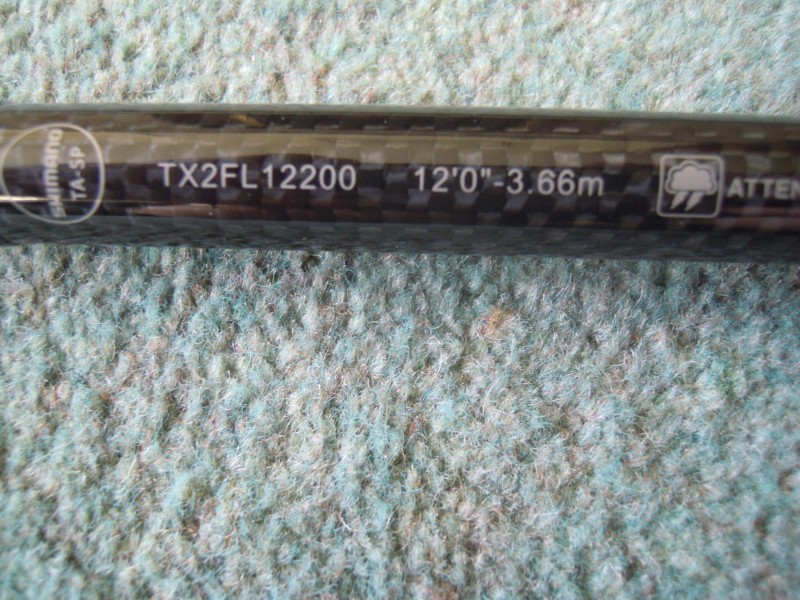 shimano
TA-SP
TX2FL12200 12'0"-3.66m ATTEN